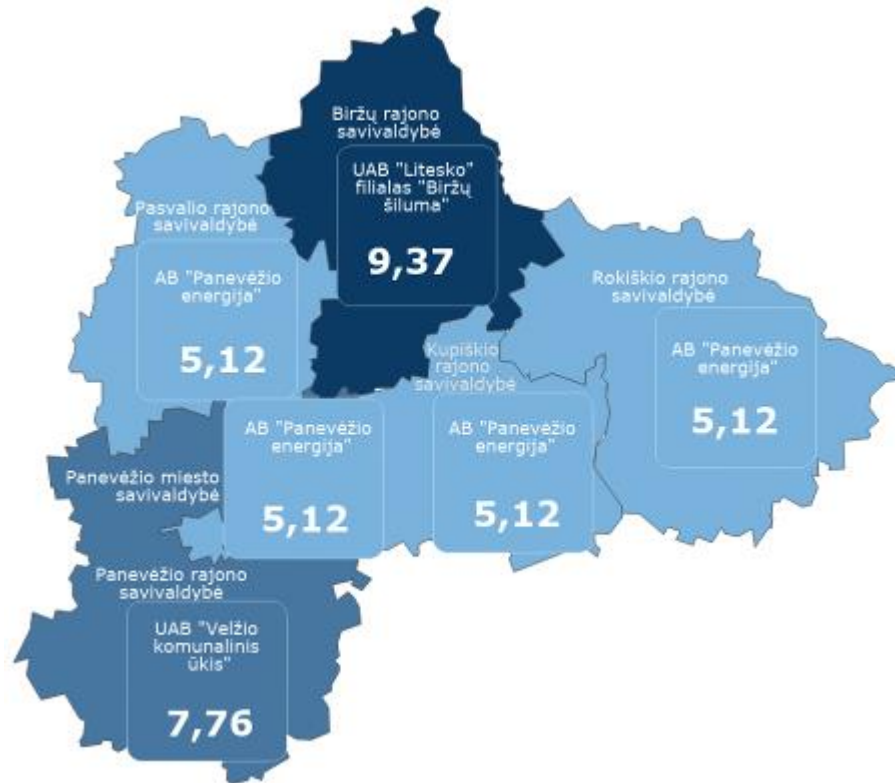 Biržų rajono
savivaldybė
UAB "Litesko"
filialas "Biržų
šiluma"
9,37
Pasvalio rajono
savivaldybė
AB "Panevėžio
energija"
5,12
Rokiškio rajono
savivaldybė
AB "Panevėžio
energija"
5,12
Kupiškio
rajono
savivaldybė
AB "Panevėžio
energija"
5,12
Panevėžio miesto
savivaldybė
AB "Panevėžio
energija"
5,12
Panevėžio rajono
savivaldybė
UAB "Velžio
komunalinis
ūkis"
7,76